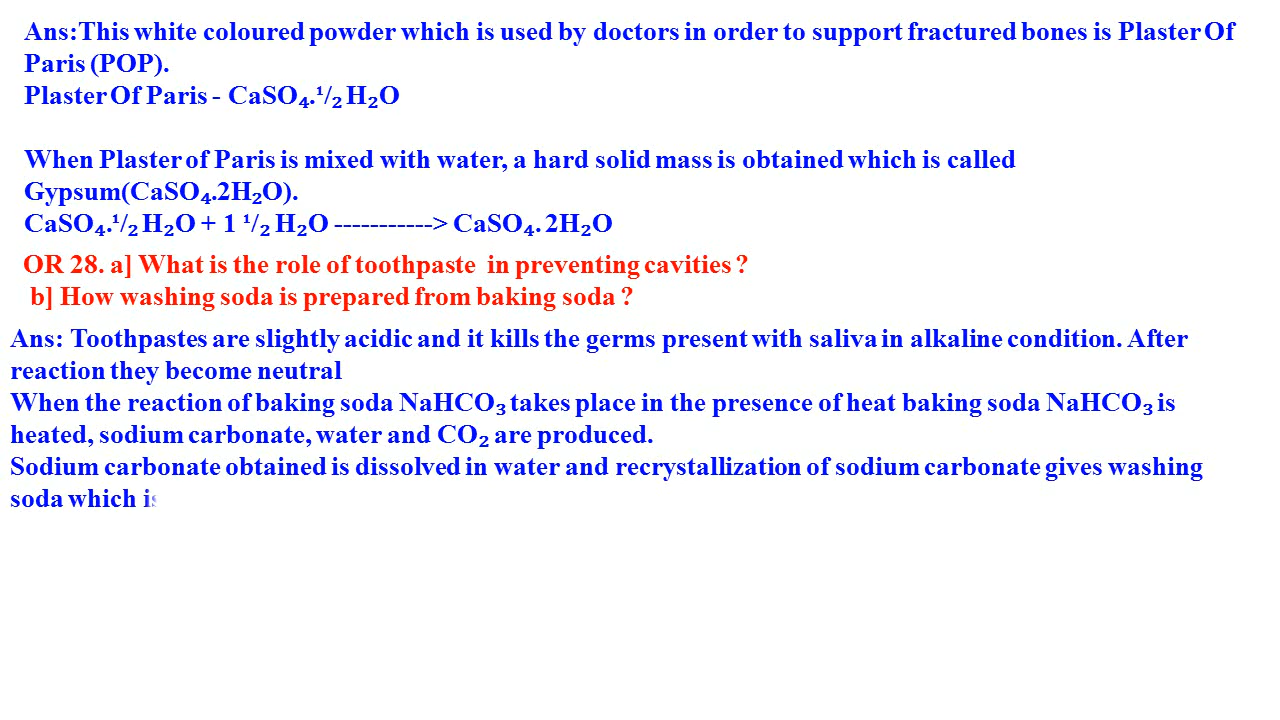 Ans:This white coloured powder which is used by doctors in order to support fractured bones is Plaster Of
Paris (POP).
Plaster Of Paris - CaSO₄.¹/₂ H₂O
When Plaster of Paris is mixed with water, a hard solid mass is obtained which is called
Gypsum(CaSO₄.2H₂O).
CaSO₄.¹/₂ H₂O + 1 ¹/₂ H₂O -----------> CaSO₄. 2H₂O
OR 28. a] What is the role of toothpaste in preventing cavities ?
b] How washing soda is prepared from baking soda ?
Ans: Toothpastes are slightly acidic and it kills the germs present with saliva in alkaline condition. After
reaction they become neutral
When the reaction of baking soda NaHCO₃ takes place in the presence of heat baking soda NaHCO₃ is
heated, sodium carbonate, water and CO₂ are produced.
Sodium carbonate obtained is dissolved in water and recrystallization of sodium carbonate gives washing
soda which is